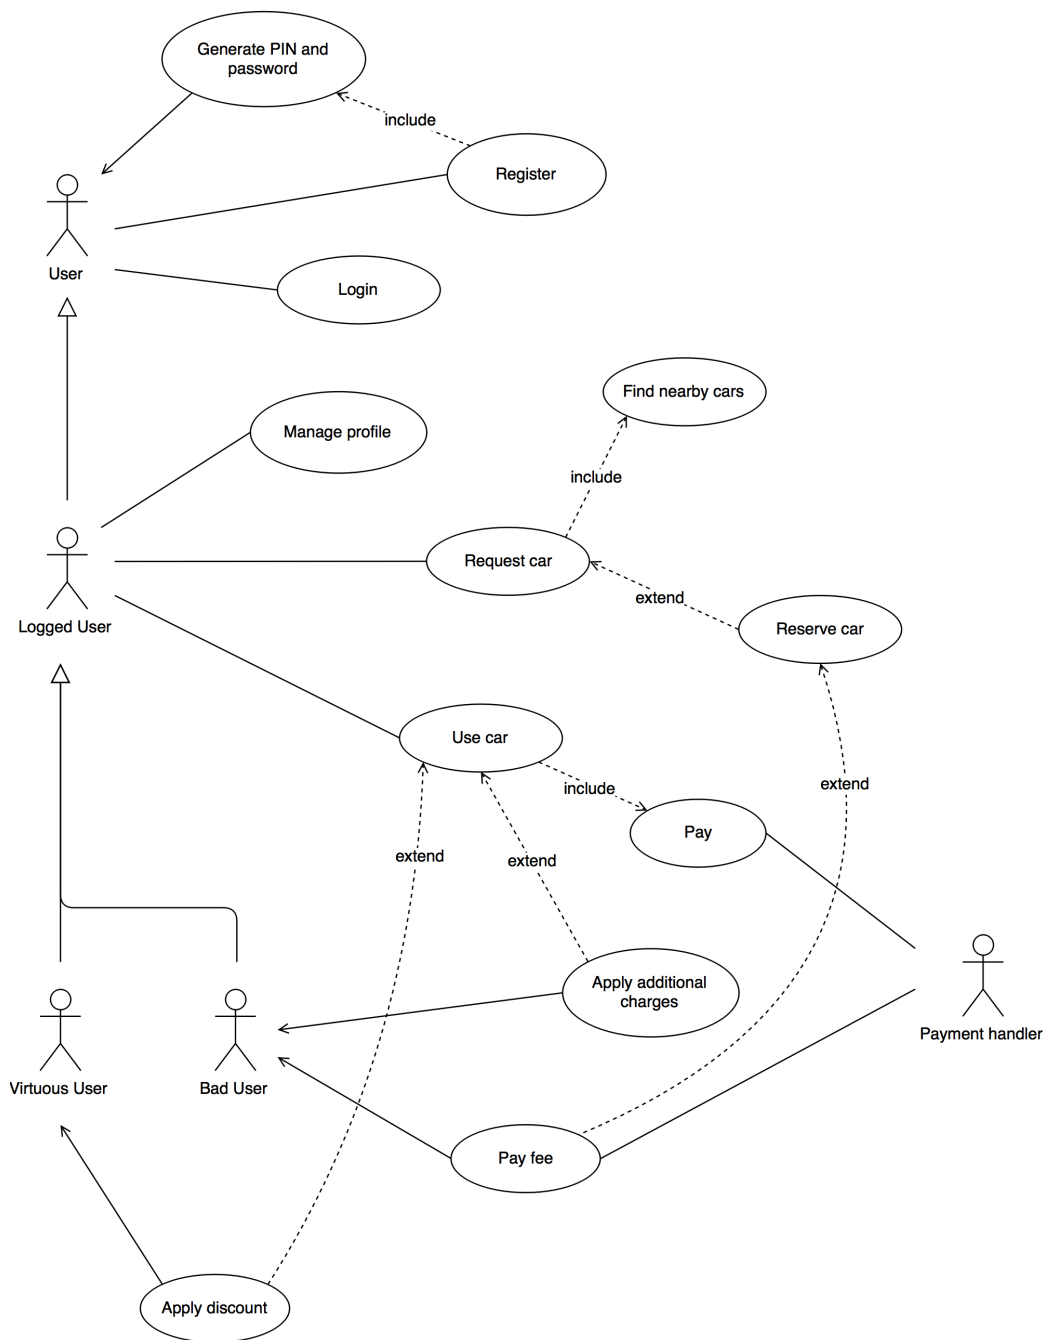 Generate PIN and
password
include
Register
User
Login
Find nearby cars
Manage profile
include
Request car
extend
Logged User
Reserve car
Use car
include
extend
Pay
extend
extend
Apply additional
charges
Payment handler
Virtuous User
Bad User
Pay fee
Apply discount